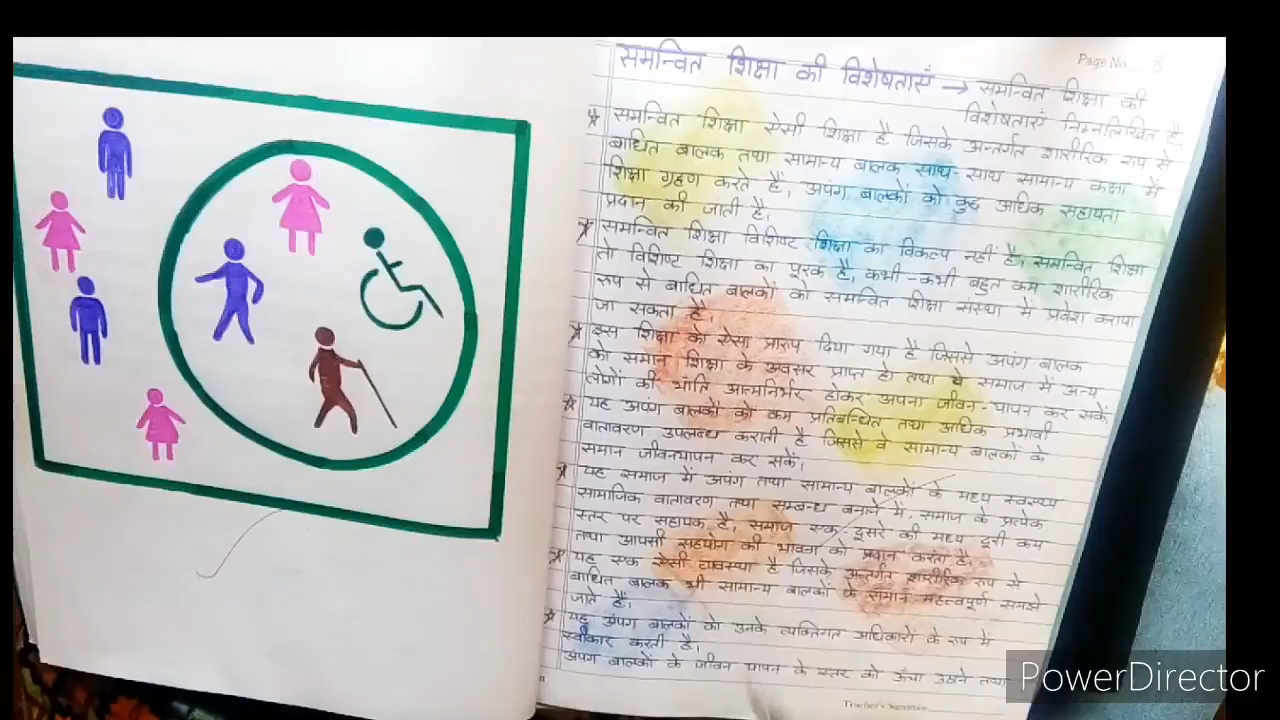 Page No. 8
समन्वित शिक्षा की विशेषताएँ → समन्वित शिक्षा की
विशेषताएं निम्नलिखित है,
* समन्वित शिक्षा ऐसी शिक्षा है जिसके अन्तर्गत शारीरिक रूप से
बाधित बालक तथा सामान्य बालक साथ-साथ सामान्य कक्षा में
शिक्षा ग्रहण करते हैं, अपंग बालकों को कुछ अधिक सहायता
प्रदान की जाती है,
* समन्वित शिक्षा विशिष्ट शिक्षा का विकल्प नहीं है, समन्वित शिक्षा
तो विशिष्ट शिक्षा का पूरक है, कभी-कभी बहुत कम शारीरिक
रूप से बाधित बालकों को समन्वित शिक्षा संस्था में प्रवेश कराया
जा सकता है,
* इस शिक्षा को ऐसा प्रारूप दिया गया है जिससे अपंग बालक
को समान शिक्षा के अवसर प्राप्त हो तथा वे समाज में अन्य
लोगों की भांति आत्मनिर्भर होकर अपना जीवन-यापन कर सकें,
* यह अपंग बालकों को कम प्रतिबन्धित तथा अधिक प्रभावी
वातावरण उपलब्ध कराती है जिससे वे सामान्य बालकों के
समान जीवनयापन कर सकें,
* यह समाज में अपंग तथा सामान्य बालकों के मध्य स्वस्थ्य
सामाजिक वातावरण तथा सम्बन्ध बनाने में, समाज के प्रत्येक
स्तर पर सहायक है, समाज एक-दूसरे की मध्य दूरी कम
तथा आपसी सहयोग की भावना को प्रदान करता है,
* यह एक ऐसी व्यवस्था है जिसके अन्तर्गत शारीरिक रूप से
बाधित बालक भी सामान्य बालकों के समान महत्वपूर्ण समझे
जाते हैं,
* यह अपंग बालकों को उनके व्यक्तिगत अधिकारों के रूप में
स्वीकार करती है,
अपंग बालकों के जीवन यापन के स्तर को ऊँचा उठाने तथा
Teacher's Signature
PowerDirector